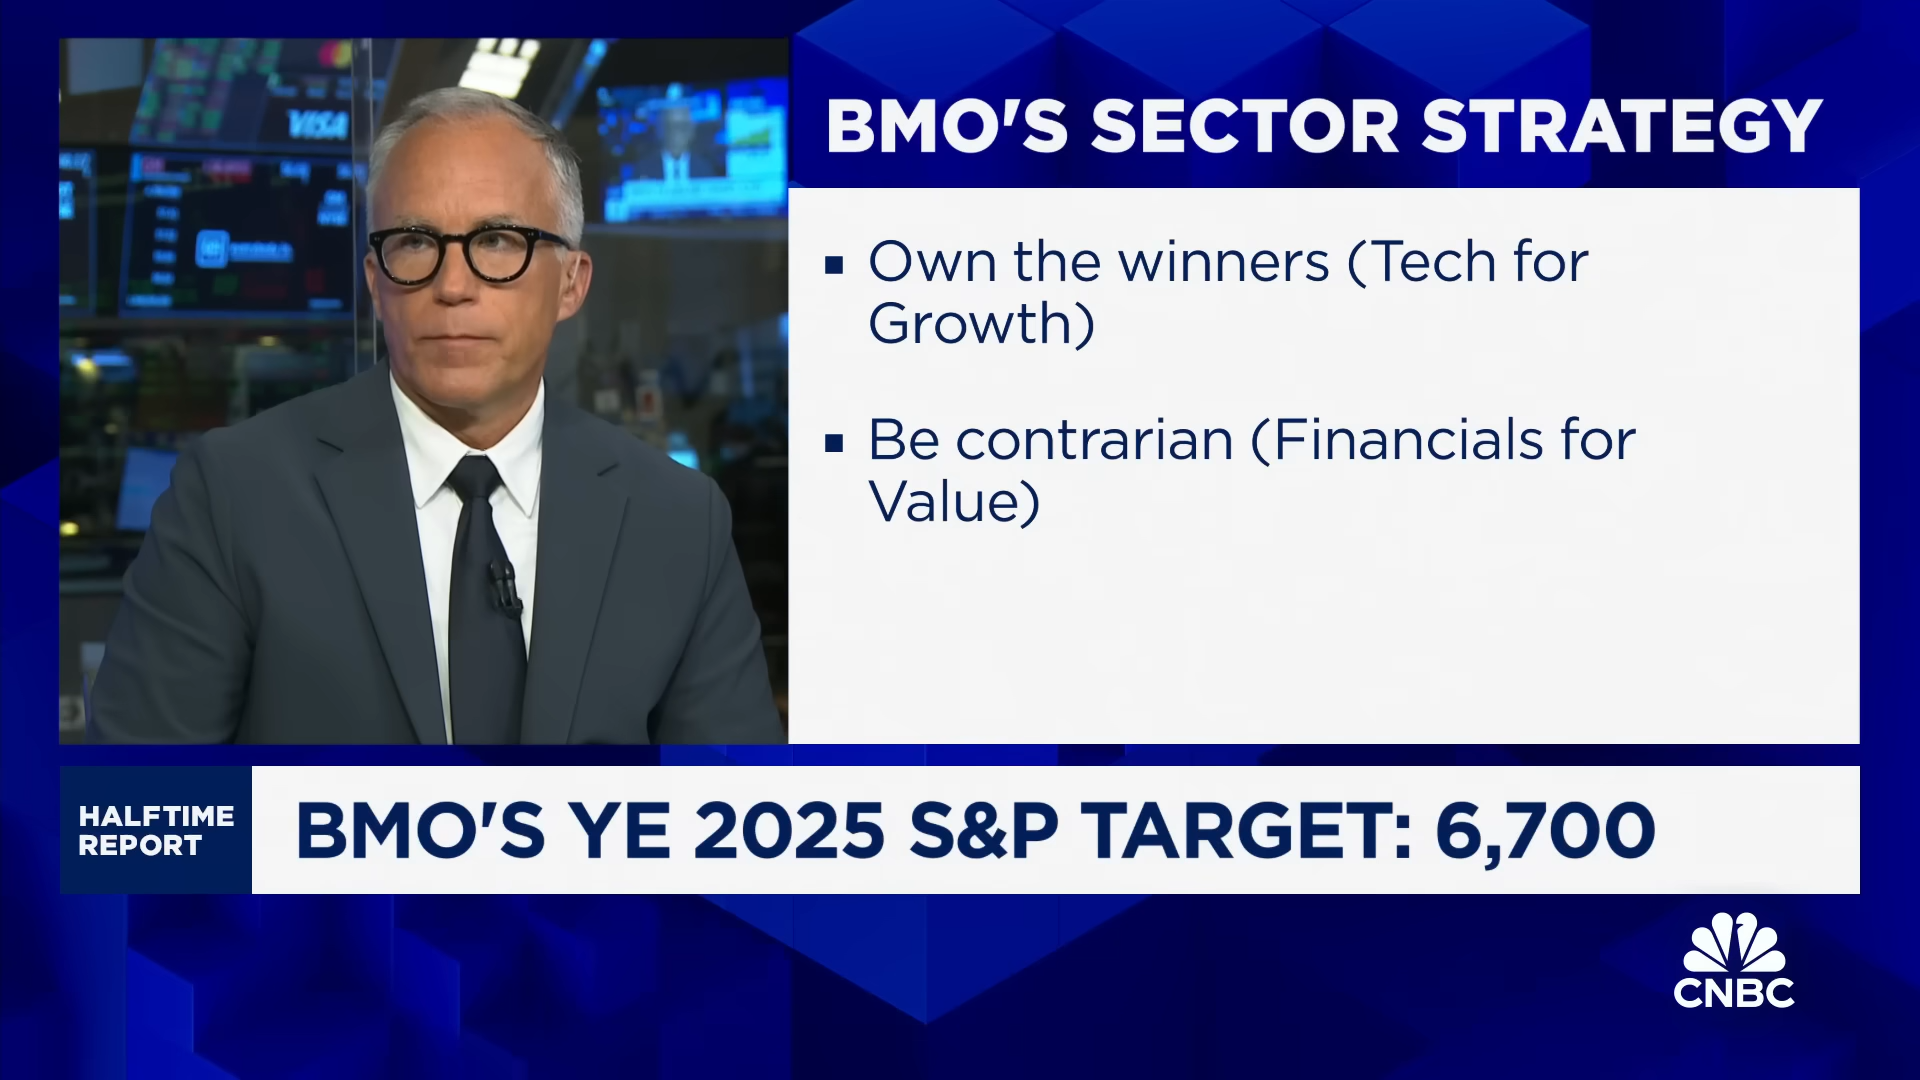 VISA
BMO'S SECTOR STRATEGY
▪ Own the winners (Tech for
Growth)
▪ Be contrarian (Financials for
Value)
HALFTIME
REPORT
BMO'S YE 2025 S&P TARGET: 6,700
CNBC